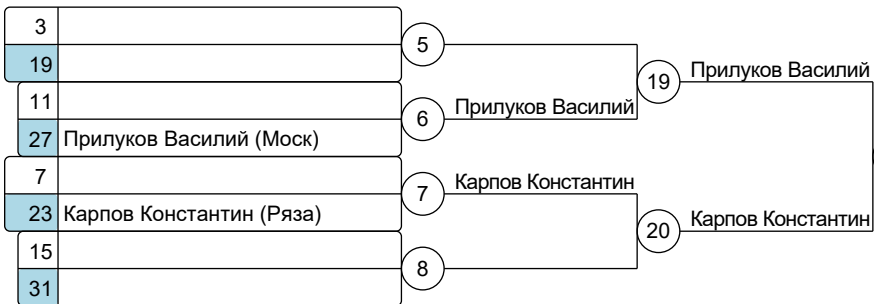 3
5
19
19 Прилуков Василий
11
6 Прилуков Василий
27 Прилуков Василий (Моск)
7
7 Карпов Константин
23 Карпов Константин (Ряза)
20 Карпов Константин
15
8
31